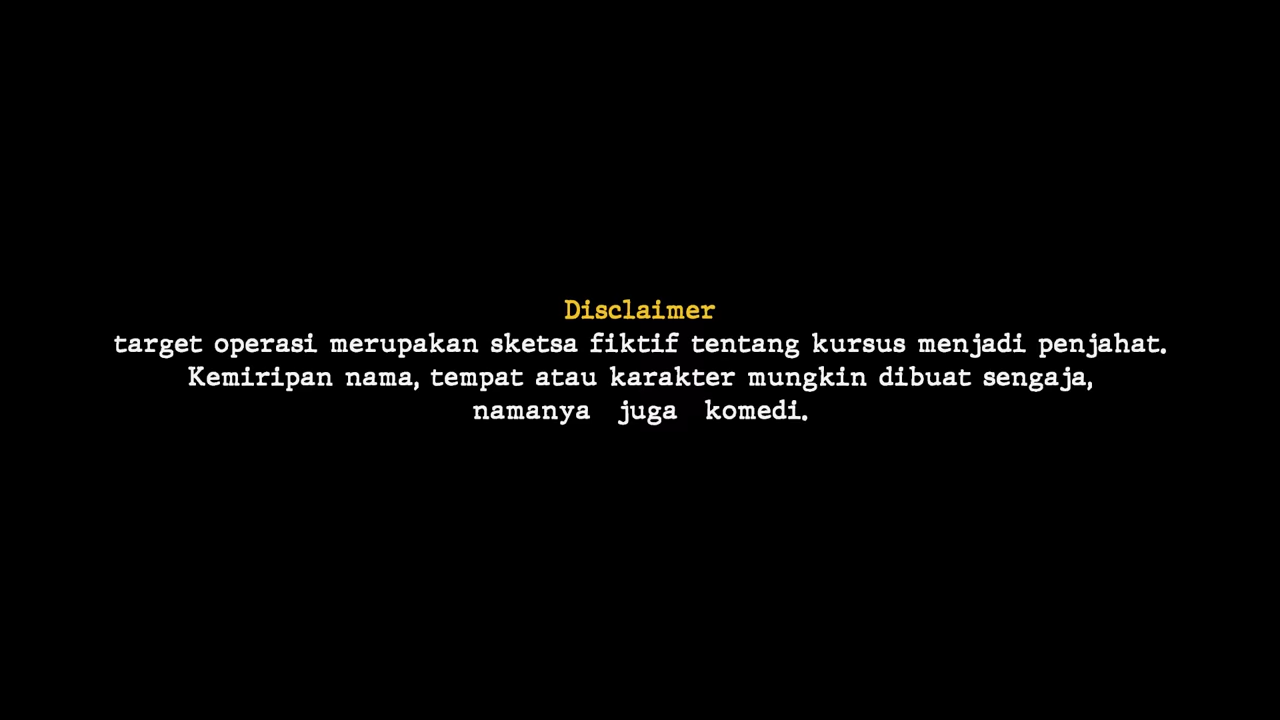 Disclaimer
target operasi merupakan sketsa fiktif tentang kursus menjadi penjahat.
Kemiripan nama, tempat atau karakter mungkin dibuat sengaja,
namanya juga komedi.